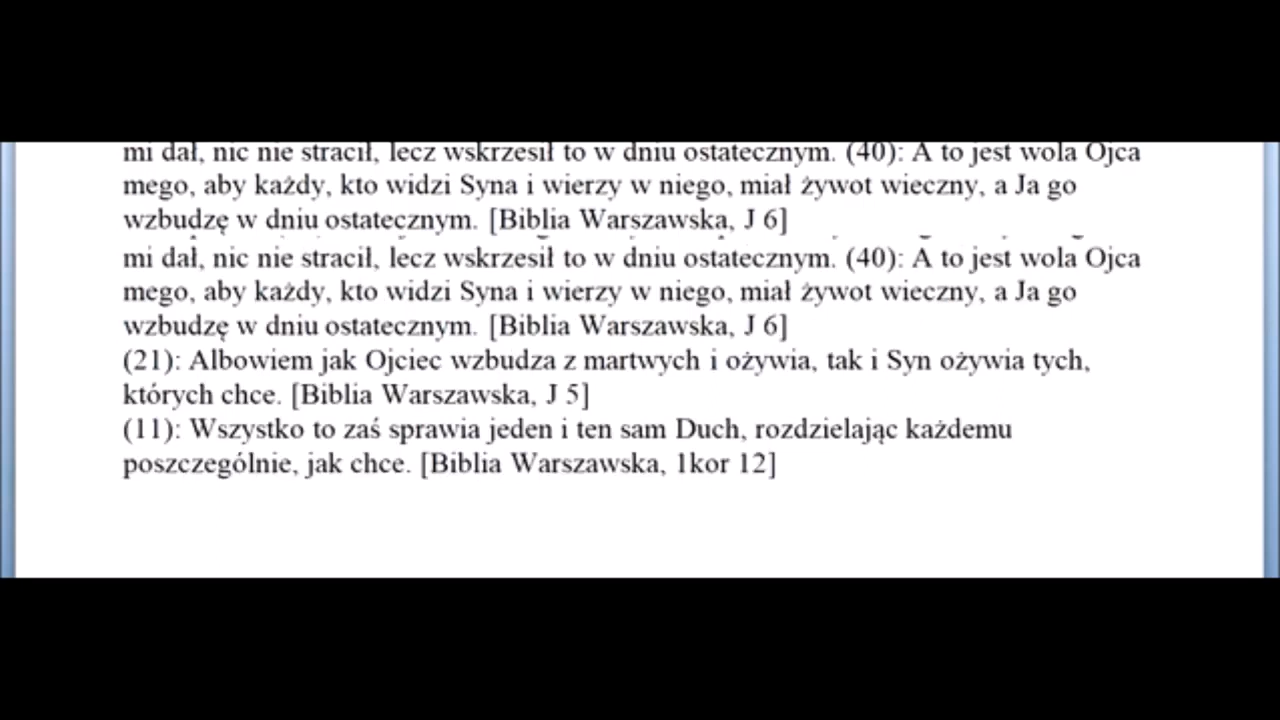 mi dał, nic nie stracił, lecz wskrzesił to w dniu ostatecznym. (40): A to jest wola Ojca
mego, aby każdy, kto widzi Syna i wierzy w niego, miał żywot wieczny, a Ja go
wzbudzę w dniu ostatecznym. [Biblia Warszawska, J 6]
mi dał, nic nie stracił, lecz wskrzesił to w dniu ostatecznym. (40): A to jest wola Ojca
mego, aby każdy, kto widzi Syna i wierzy w niego, miał żywot wieczny, a Ja go
wzbudzę w dniu ostatecznym. [Biblia Warszawska, J 6]
(21): Albowiem jak Ojciec wzbudza z martwych i ożywia, tak i Syn ożywia tych,
których chce. [Biblia Warszawska, J 5]
(11): Wszystko to zaś sprawia jeden i ten sam Duch, rozdzielając każdemu
poszczególnie, jak chce. [Biblia Warszawska, 1kor 12]